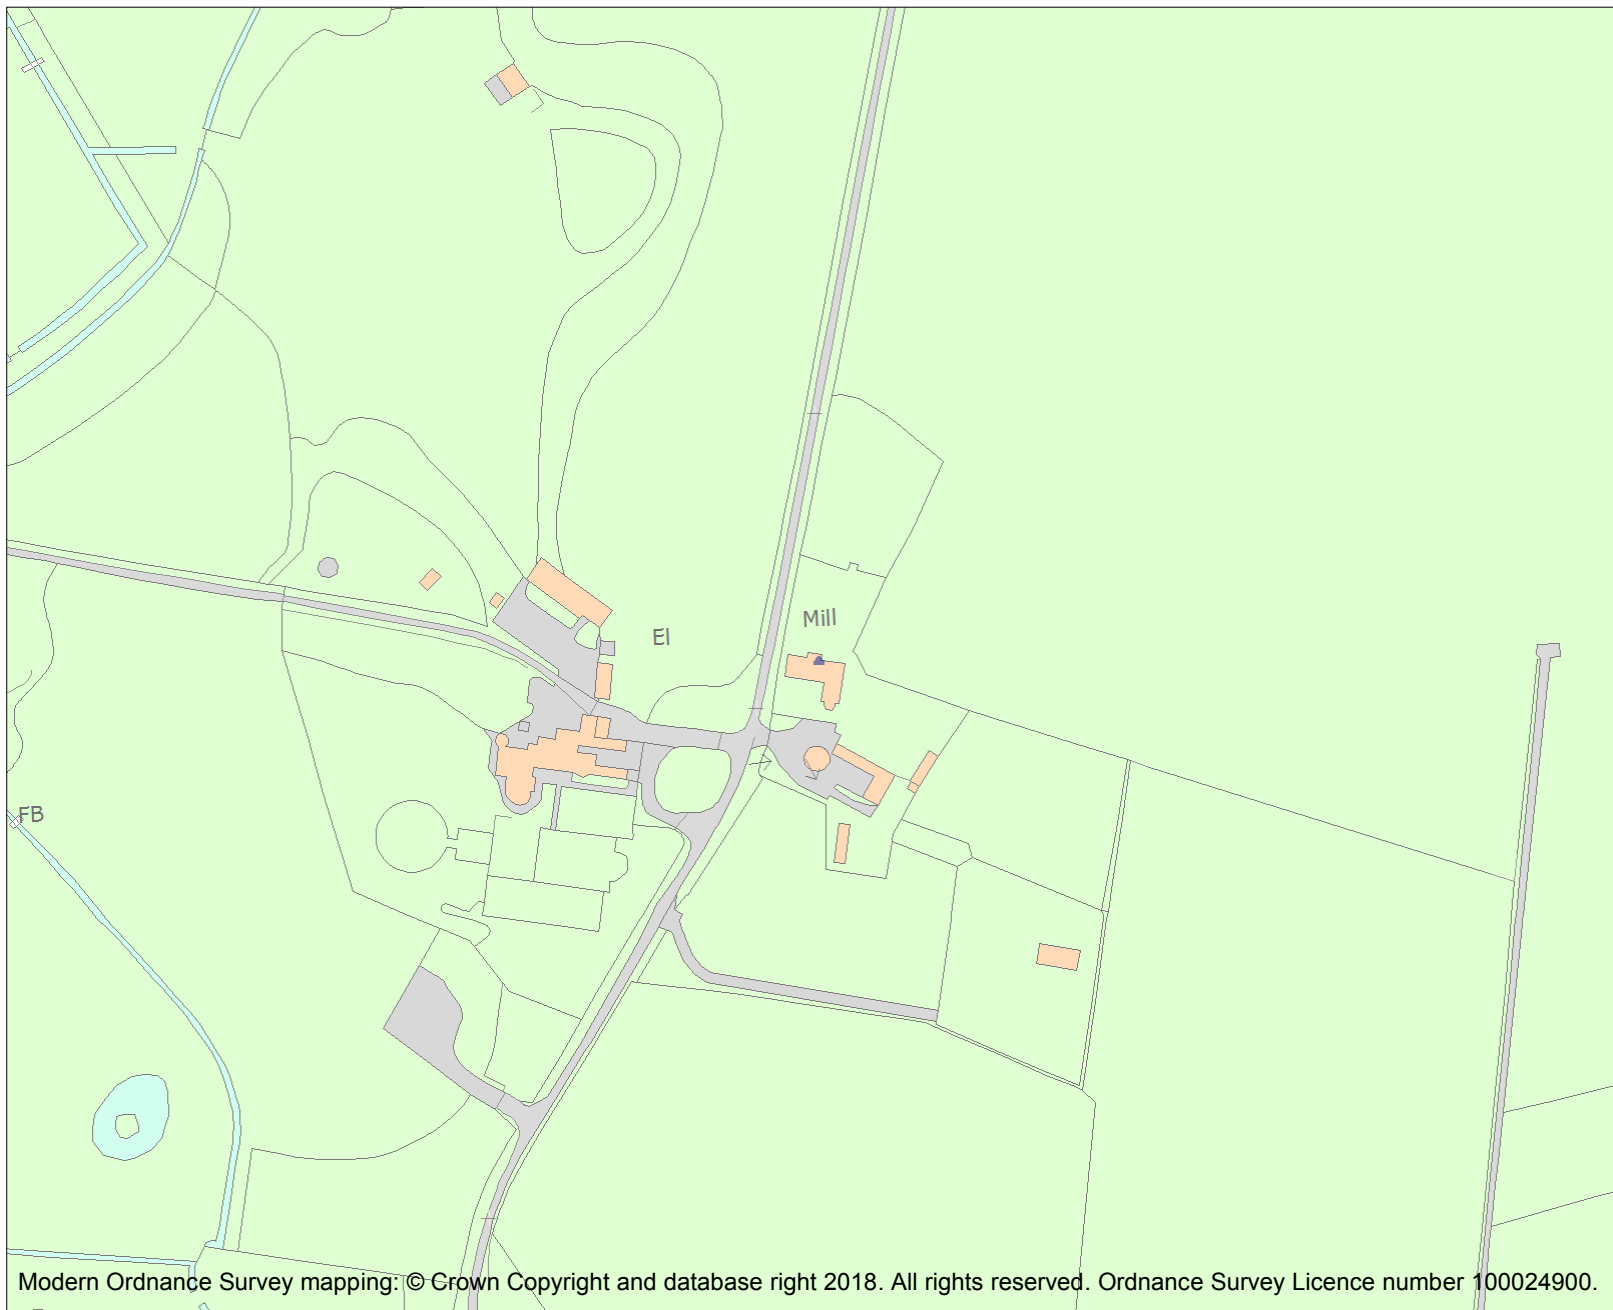 El
Mill
FB
Modern Ordnance Survey mapping: © Crown Copyright and database right 2018. All rights reserved. Ordnance Survey Licence number 100024900.